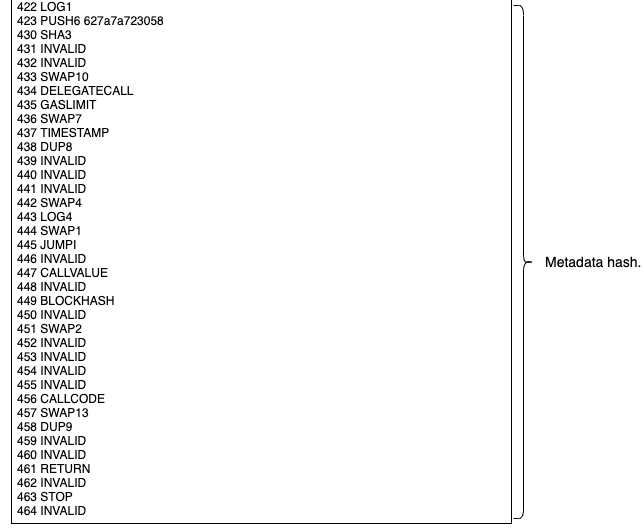 422 LOG1
423 PUSH6 627a7a723058
430 SHA3
431 INVALID
432 INVALID
433 SWAP10
434 DELEGATECALL
435 GASLIMIT
436 SWAP7
437 TIMESTAMP
438 DUP8
439 INVALID
440 INVALID
441 INVALID
442 SWAP4
443 LOG4
444 SWAP1
445 JUMPI
446 INVALID
447 CALLVALUE
448 INVALID
449 BLOCKHASH
450 INVALID
451 SWAP2
452 INVALID
453 INVALID
454 INVALID
455 INVALID
456 CALLCODE
457 SWAP13
458 DUP9
459 INVALID
460 INVALID
461 RETURN
462 INVALID
463 STOP
464 INVALID
Metadata hash.